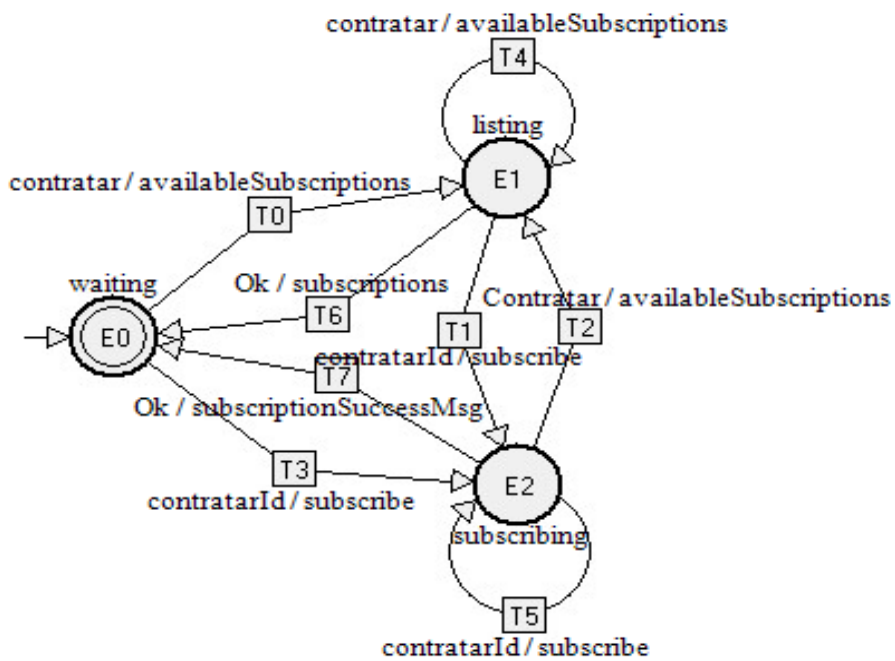 contratar / availableSubscriptions
T4
listing
E1
contratar / availableSubscriptions
T0
waiting
Ok / subscriptions
Contratar / availableSubscriptions
T6
T1
T2
E0
contratarId / subscribe
T7
Ok / subscriptionSuccessMsg
T3
E2
contratarId / subscribe
subscribing
T5
contratarId / subscribe